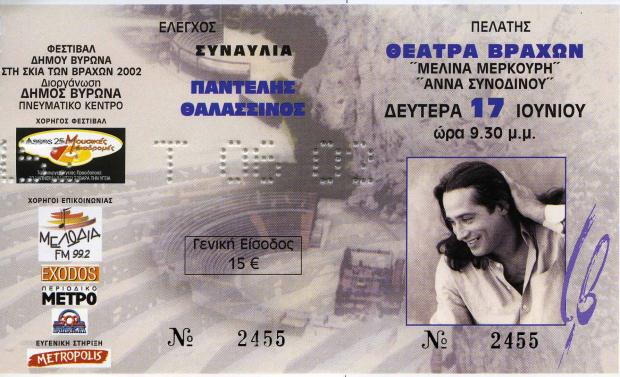 ΕΛΕΓΧΟΣ
ΠΕΛΑΤΗΣ
ΦΕΣΤΙΒΑΛ
ΔΗΜΟΥ ΒΥΡΩΝΑ
ΣΤΗ ΣΚΙΑ ΤΩΝ ΒΡΑΧΩΝ 2002
Διοργάνωση
ΔΗΜΟΣ ΒΥΡΩΝΑ
ΠΝΕΥΜΑΤΙΚΟ ΚΕΝΤΡΟ
ΧΟΡΗΓΟΣ ΦΕΣΤΙΒΑΛ
Μουσικές
Διαδρομές
ΧΟΡΗΓΟΙ ΕΠΙΚΟΙΝΩΝΙΑΣ
ΜΕΛΩΔΙΑ
FM 99.2
EXODOS
ΠΕΡΙΟΔΙΚΟ
ΜΕΤΡΟ
ΕΥΓΕΝΙΚΗ ΣΤΗΡΙΞΗ
METROPOLIS
ΣΥΝΑΥΛΙΑ
ΠΑΝΤΕΛΗΣ
ΘΑΛΑΣΣΙΝΟΣ
Γενική Είσοδος
15 €
№ 2455
ΘΕΑΤΡΑ ΒΡΑΧΩΝ
"ΜΕΛΙΝΑ ΜΕΡΚΟΥΡΗ"
"ΑΝΝΑ ΣΥΝΟΔΙΝΟΥ"
ΔΕΥΤΕΡΑ 17 ΙΟΥΝΙΟΥ
ώρα 9.30 μ.μ.
№ 2455